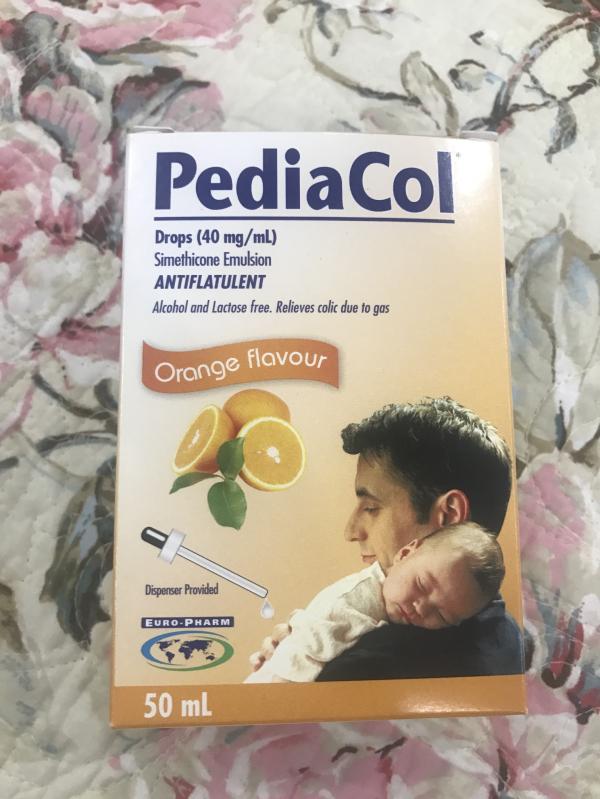 PediaCol*
Drops (40 mg/mL)
Simethicone Emulsion
ANTIFLATULENT
Alcohol and Lactose free. Relieves colic due to gas
Orange flavour
Dispenser Provided
EURO-PHARM
50 mL